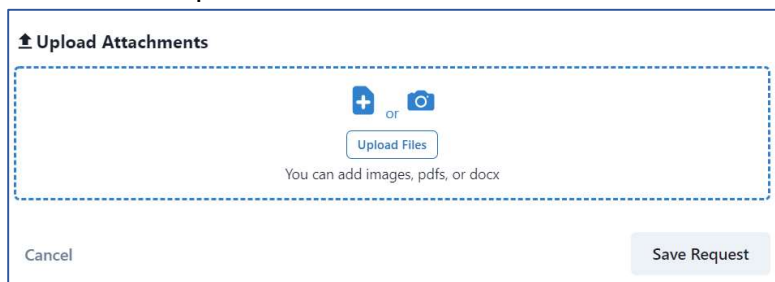 Upload Attachments
or
Upload Files
You can add images, pdfs, or docx
Cancel
Save Request